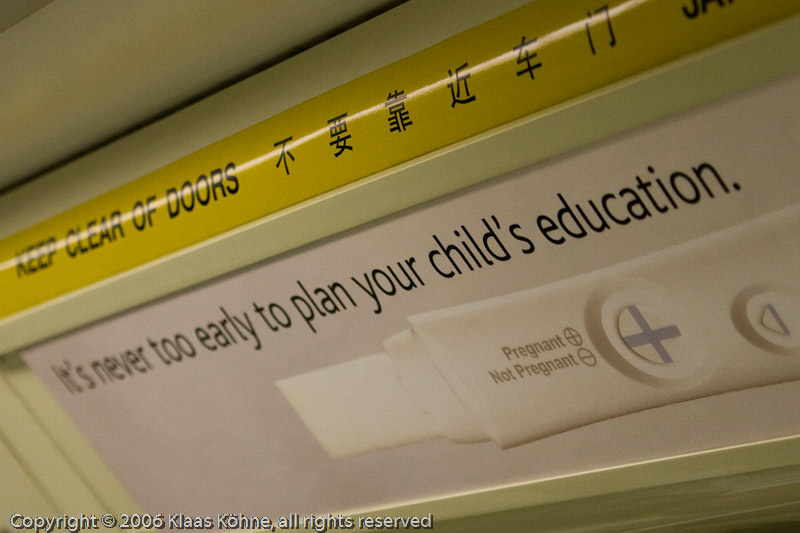 KEEP CLEAR OF DOORS 不要靠近车门
It's never too early to plan your child's education.
Pregnant ⊕
Not Pregnant ⊖
Copyright © 2006 Klaas Köhne, all rights reserved